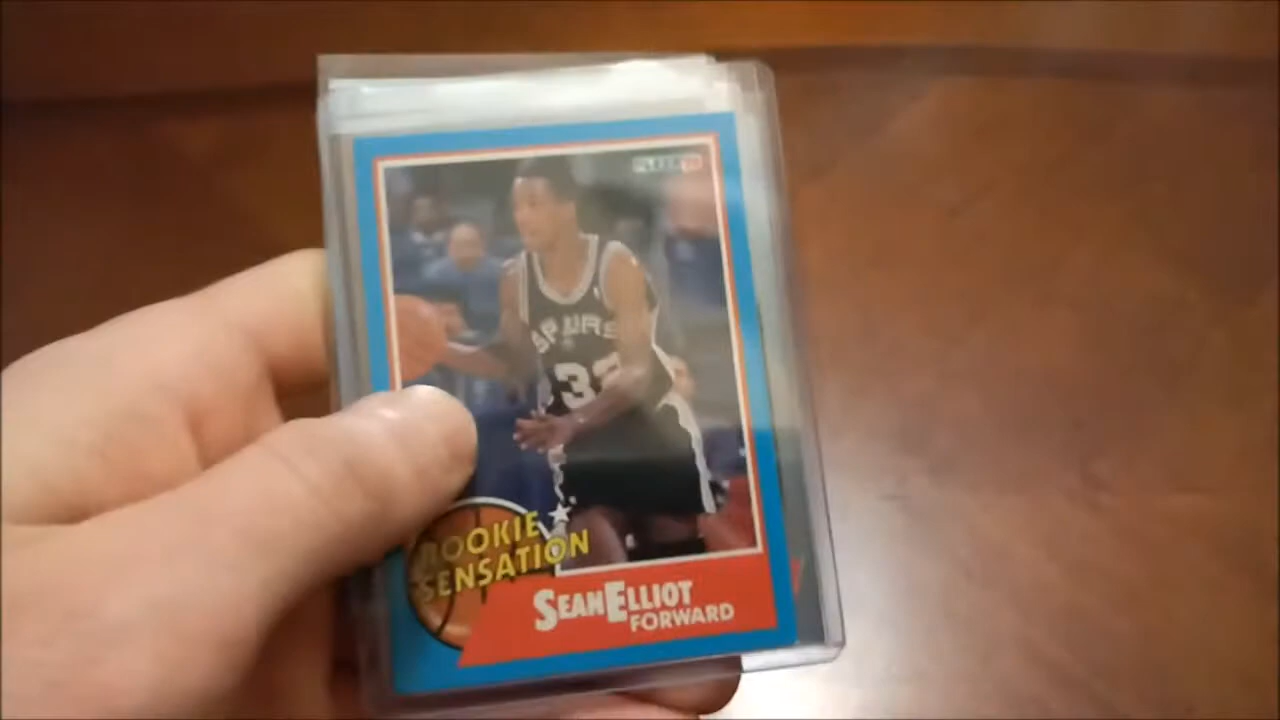 FLEER
SPURS
32
ROOKIE
SENSATION
SEAN ELLIOT
FORWARD